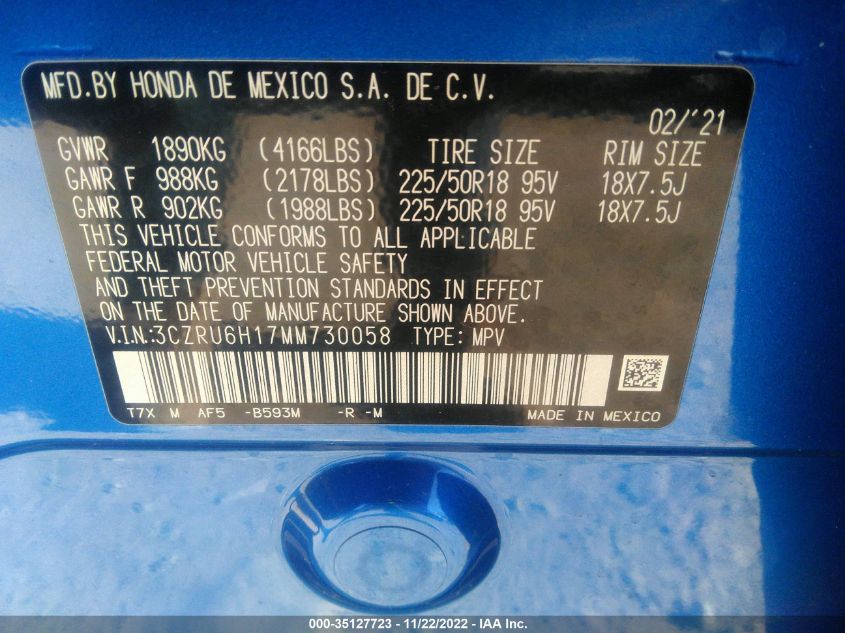 MFD.BY HONDA DE MEXICO S.A. DE C.V.
02/'21
GVWR 1890KG (4166LBS) TIRE SIZE RIM SIZE
GAWR F 988KG (2178LBS) 225/50R18 95V 18X7.5J
GAWR R 902KG (1988LBS) 225/50R18 95V 18X7.5J
THIS VEHICLE CONFORMS TO ALL APPLICABLE
FEDERAL MOTOR VEHICLE SAFETY
AND THEFT PREVENTION STANDARDS IN EFFECT
ON THE DATE OF MANUFACTURE SHOWN ABOVE.
V.I.N:3CZRU6H17MM730058 TYPE: MPV
T7X M AF5 -B593M -R -M MADE IN MEXICO
000-35127723 - 11/22/2022 - IAA Inc.